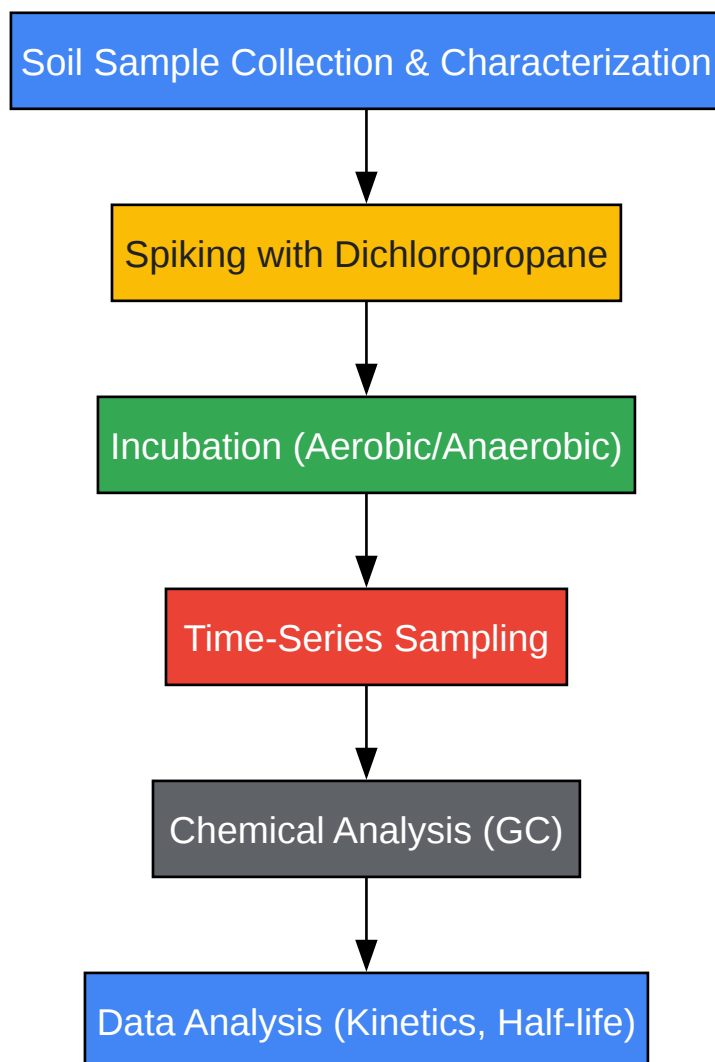 Soil Sample Collection & Characterization
Spiking with Dichloropropane
Incubation (Aerobic/Anaerobic)
Time-Series Sampling
Chemical Analysis (GC)
Data Analysis (Kinetics, Half-life)